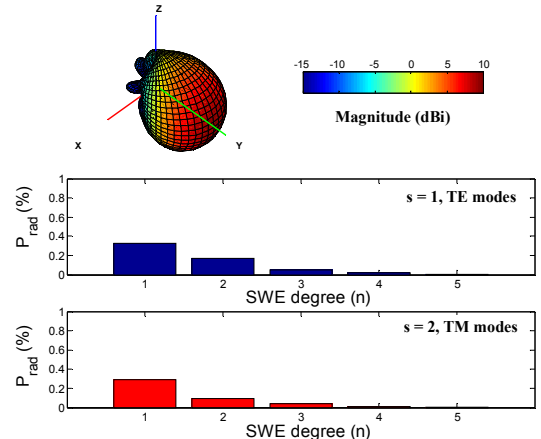 Z
X
Y
-15 -10 -5 0 5 10
Magnitude (dBi)
s = 1, TE modes
P_rad (%)
1
0.8
0.6
0.4
0.2
0
1 2 3 4 5
SWE degree (n)
s = 2, TM modes
P_rad (%)
1
0.8
0.6
0.4
0.2
0
1 2 3 4 5
SWE degree (n)